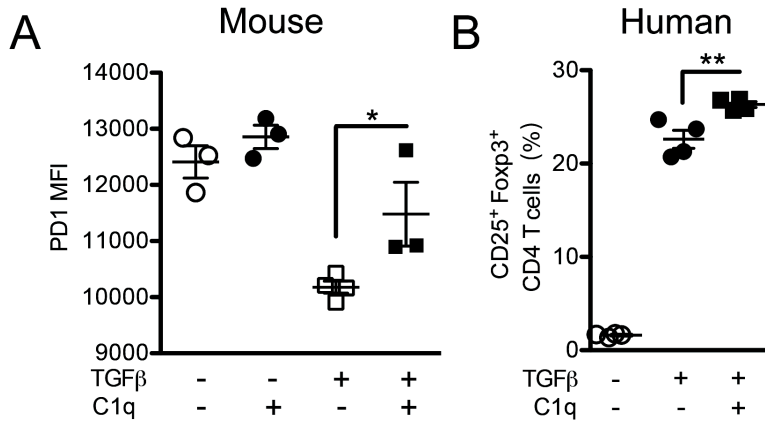 A
Mouse
PD1 MFI
14000
13000
12000
11000
10000
9000
*
TGFβ - - + +
C1q - + - +
B
Human
CD25+ Foxp3+
CD4 T cells (%)
30
20
10
0
**
TGFβ - + +
C1q - - +